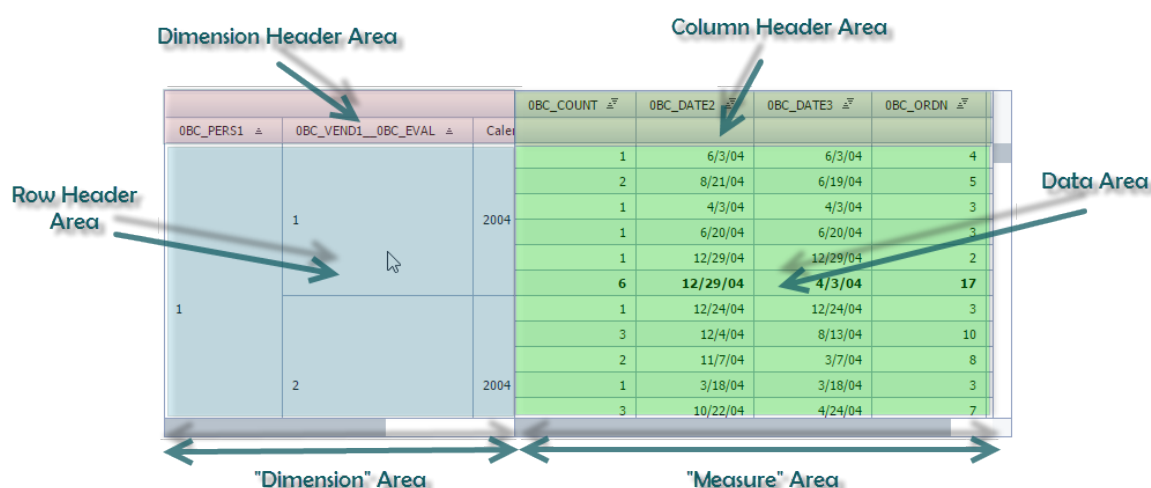 Dimension Header Area
Column Header Area
0BC_COUNT 0BC_DATE2 0BC_DATE3 0BC_ORDN
0BC_PERS1 0BC_VEND1__0BC_EVAL Caler
1 6/3/04 6/3/04 4
2 8/21/04 6/19/04 5
Row Header
Area
Data Area
1 4/3/04 4/3/04 3
1 2004
1 6/20/04 6/20/04 3
1 12/29/04 12/29/04 2
6 12/29/04 4/3/04 17
1
1 12/24/04 12/24/04 3
3 12/4/04 8/13/04 10
2 11/7/04 3/7/04 8
2 2004
1 3/18/04 3/18/04 3
3 10/22/04 4/24/04 7
"Dimension" Area
"Measure" Area